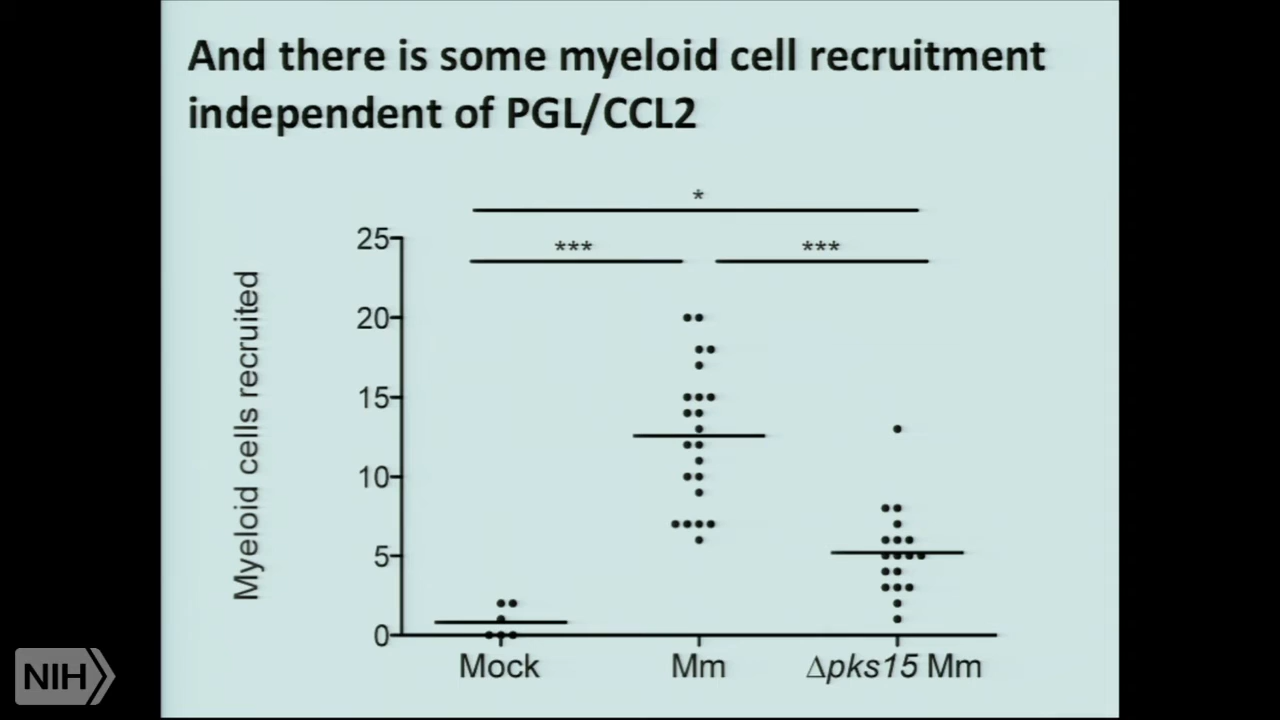 And there is some myeloid cell recruitment
independent of PGL/CCL2
*
***
***
25
20
15
10
5
0
Myeloid cells recruited
Mock
Mm
Δpks15 Mm
NIH